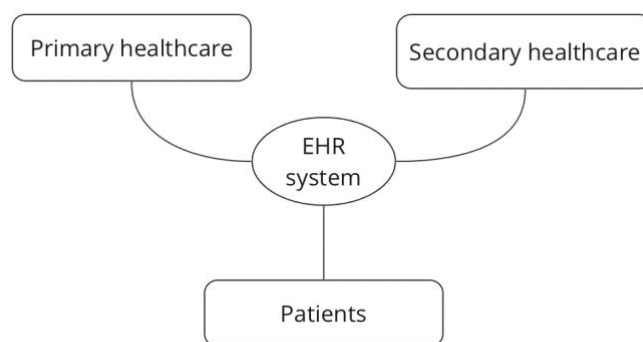 Primary healthcare
Secondary healthcare
EHR
system
Patients